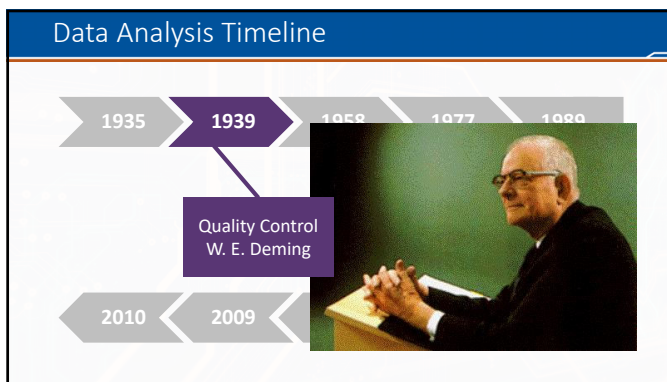 Data Analysis Timeline
1935 1939 1958 1977 1989
Quality Control
W. E. Deming
2010 2009